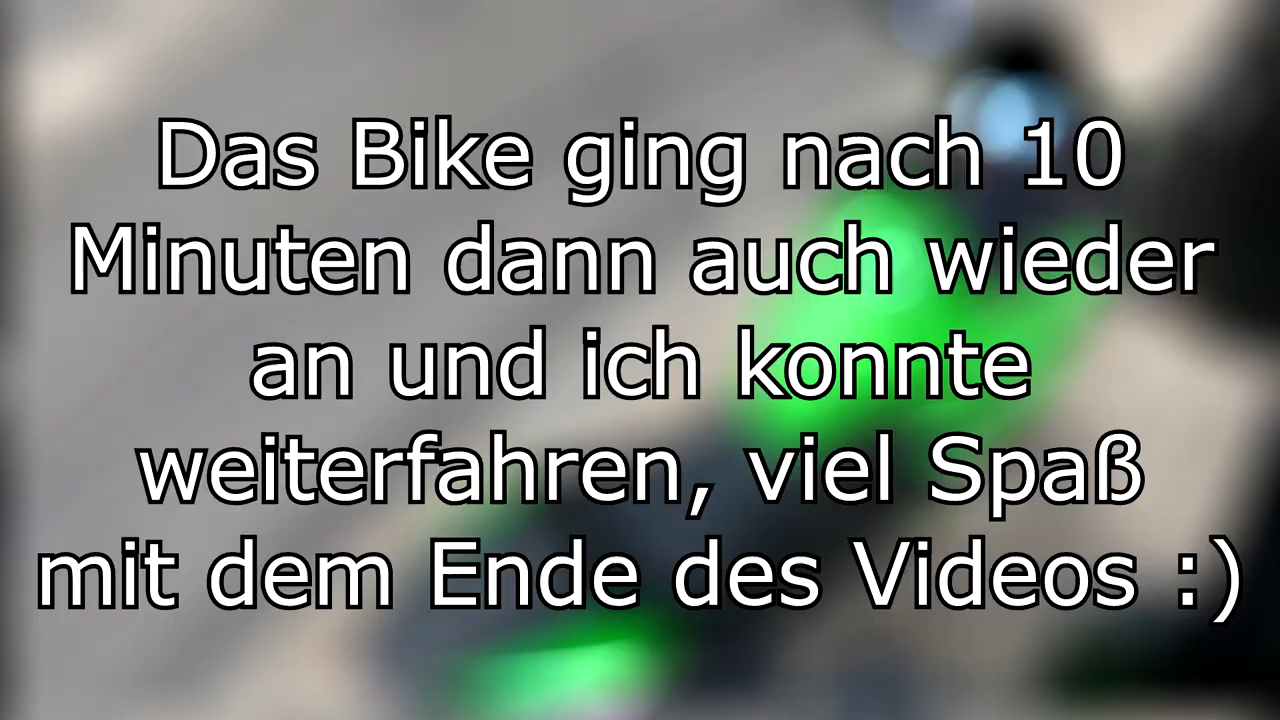 Das Bike ging nach 10
Minuten dann auch wieder
an und ich konnte
weiterfahren, viel Spaß
mit dem Ende des Videos :)